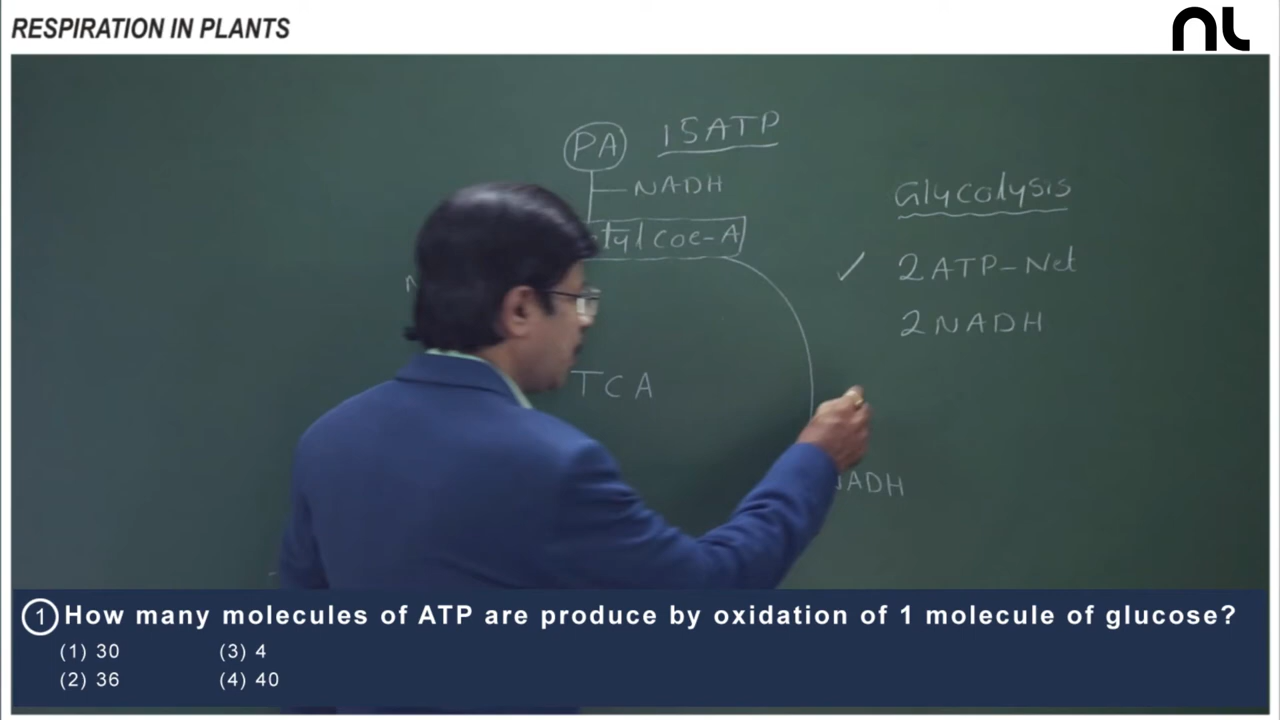 RESPIRATION IN PLANTS
nl
PA 15ATP
NADH
tyl coe-A
TCA
NADH
Glycolysis
✓ 2ATP-Net
2NADH
1 How many molecules of ATP are produce by oxidation of 1 molecule of glucose?
(1) 30 (3) 4
(2) 36 (4) 40